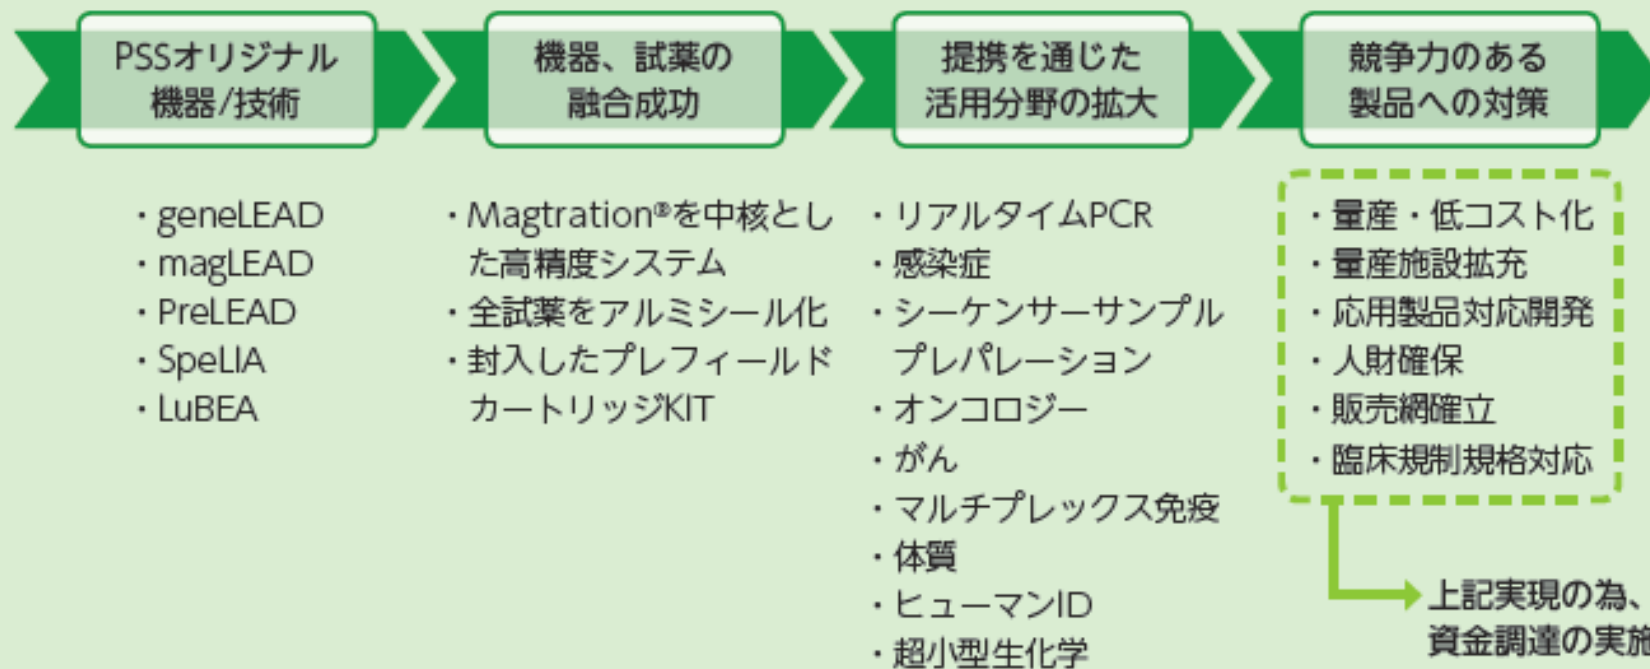 PSSオリジナル
機器/技術
機器、試薬の
融合成功
提携を通じた
活用分野の拡大
競争力のある
製品への対策
・geneLEAD
・magLEAD
・PreLEAD
・SpeLIA
・LuBEA
・Magtration®を中核とし
た高精度システム
・全試薬をアルミシール化
・封入したプレフィールド
カートリッジKIT
・リアルタイムPCR
・感染症
・シーケンサーサンプル
プレパレーション
・オンコロジー
・がん
・マルチプレックス免疫
・体質
・ヒューマンID
・超小型生化学
・量産・低コスト化
・量産施設拡充
・応用製品対応開発
・人財確保
・販売網確立
・臨床規制規格対応
上記実現の為、
資金調達の実施